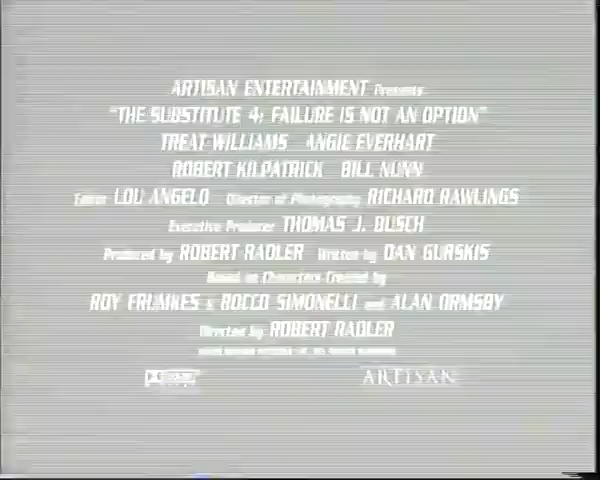 ARTISAN ENTERTAINMENT Presents
"THE SUBSTITUTE 4: FAILURE IS NOT AN OPTION"
TREAT WILLIAMS ANGIE EVERHART
ROBERT KILPATRICK BILL NUNN
Editor LOU ANGELO Director of Photography RICHARD RAWLINGS
Executive Producer THOMAS J. BUSCH
Produced by ROBERT RADLER Written by DAN GURSKIS
Based on Characters Created by
ROY FRUMKES & ROCCO SIMONELLI and ALAN ORMSBY
Directed by ROBERT RADLER
ARTISAN